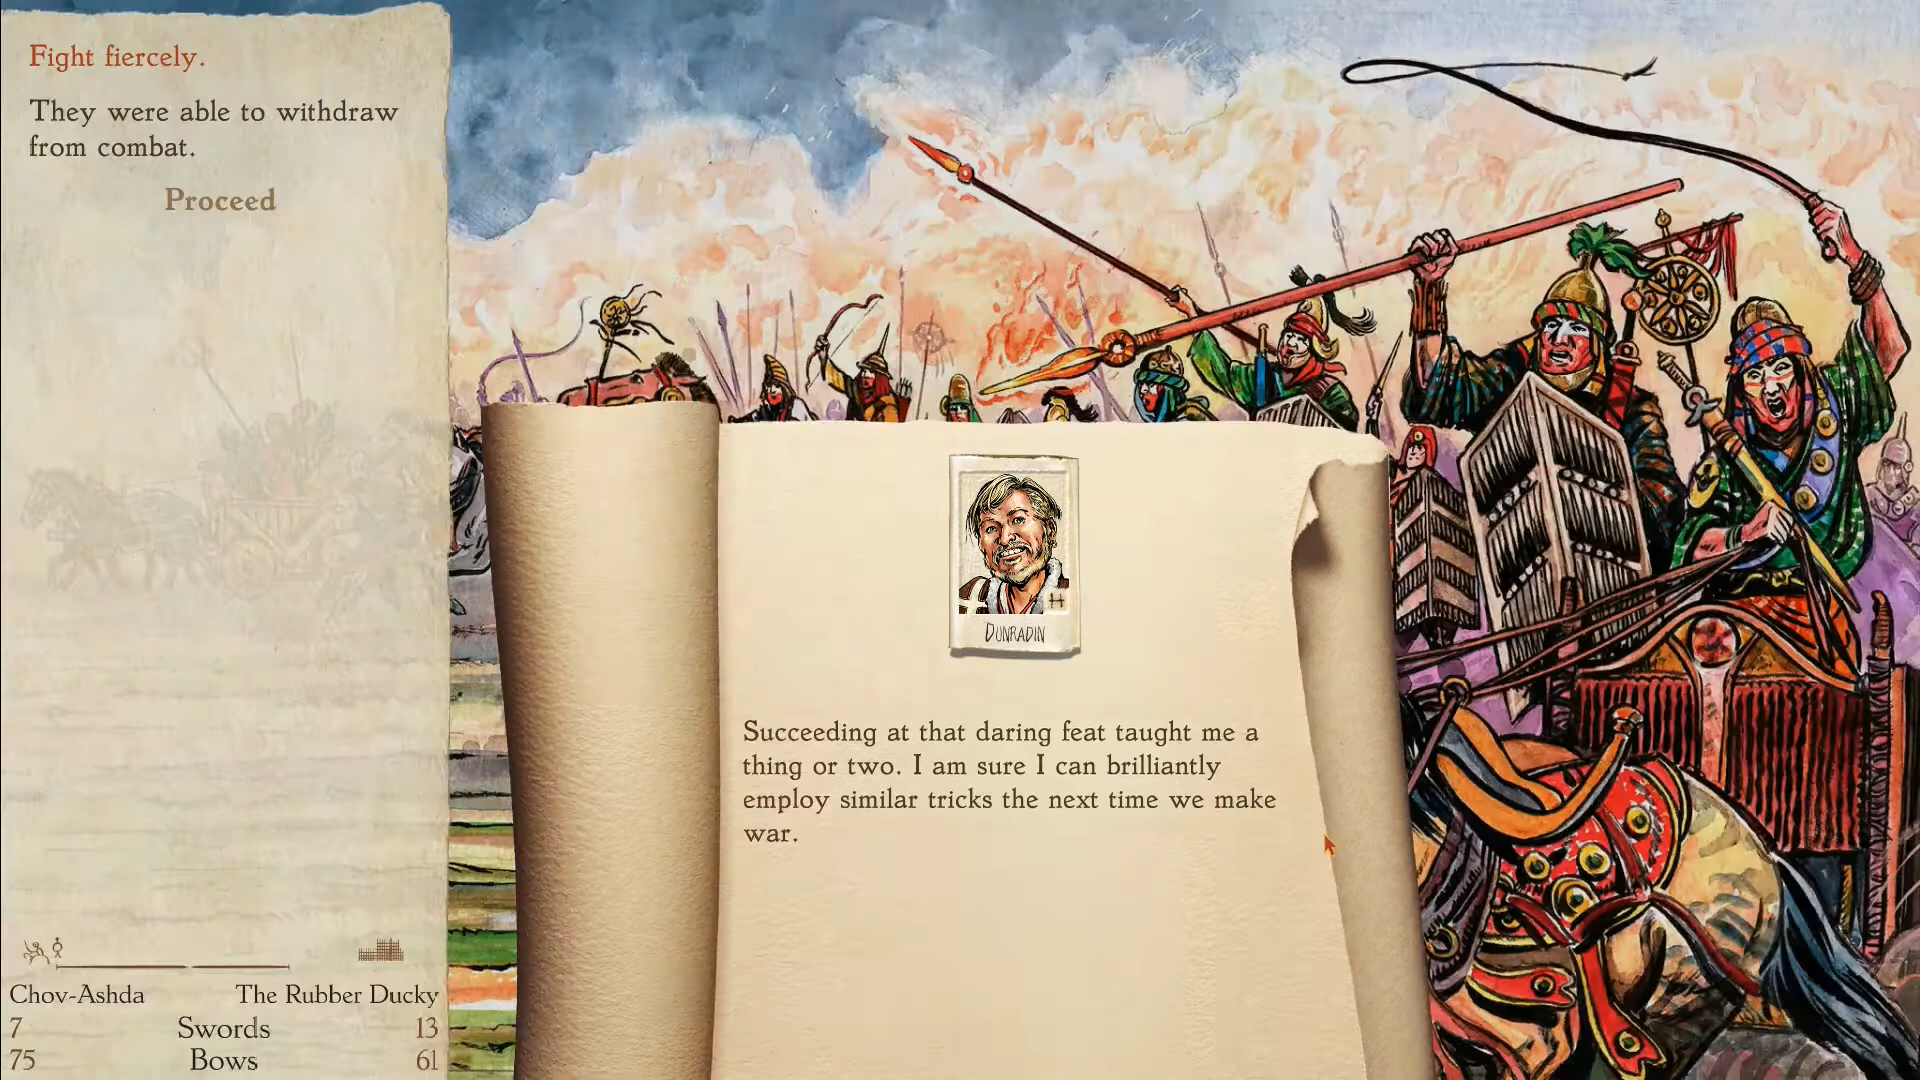 Fight fiercely.
They were able to withdraw
from combat.
Proceed
DUNRADIN
Succeeding at that daring feat taught me a
thing or two. I am sure I can brilliantly
employ similar tricks the next time we make
war.
Chov-Ashda The Rubber Ducky
7 Swords 13
75 Bows 61